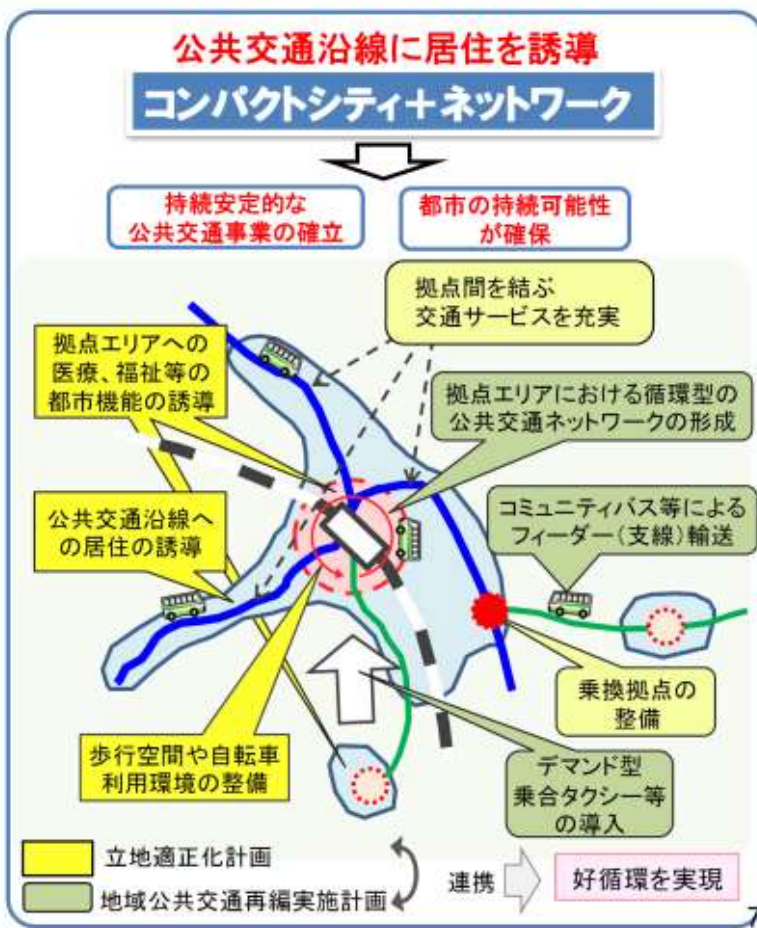 公共交通沿線に居住を誘導
コンパクトシティ＋ネットワーク
持続安定的な
公共交通事業の確立
都市の持続可能性
が確保
拠点間を結ぶ
交通サービスを充実
拠点エリアへの
医療、福祉等の
都市機能の誘導
拠点エリアにおける循環型の
公共交通ネットワークの形成
公共交通沿線へ
の居住の誘導
コミュニティバス等による
フィーダー（支線）輸送
乗換拠点の
整備
歩行空間や自転車
利用環境の整備
デマンド型
乗合タクシー等
の導入
立地適正化計画
地域公共交通再編実施計画
連携
好循環を実現
7